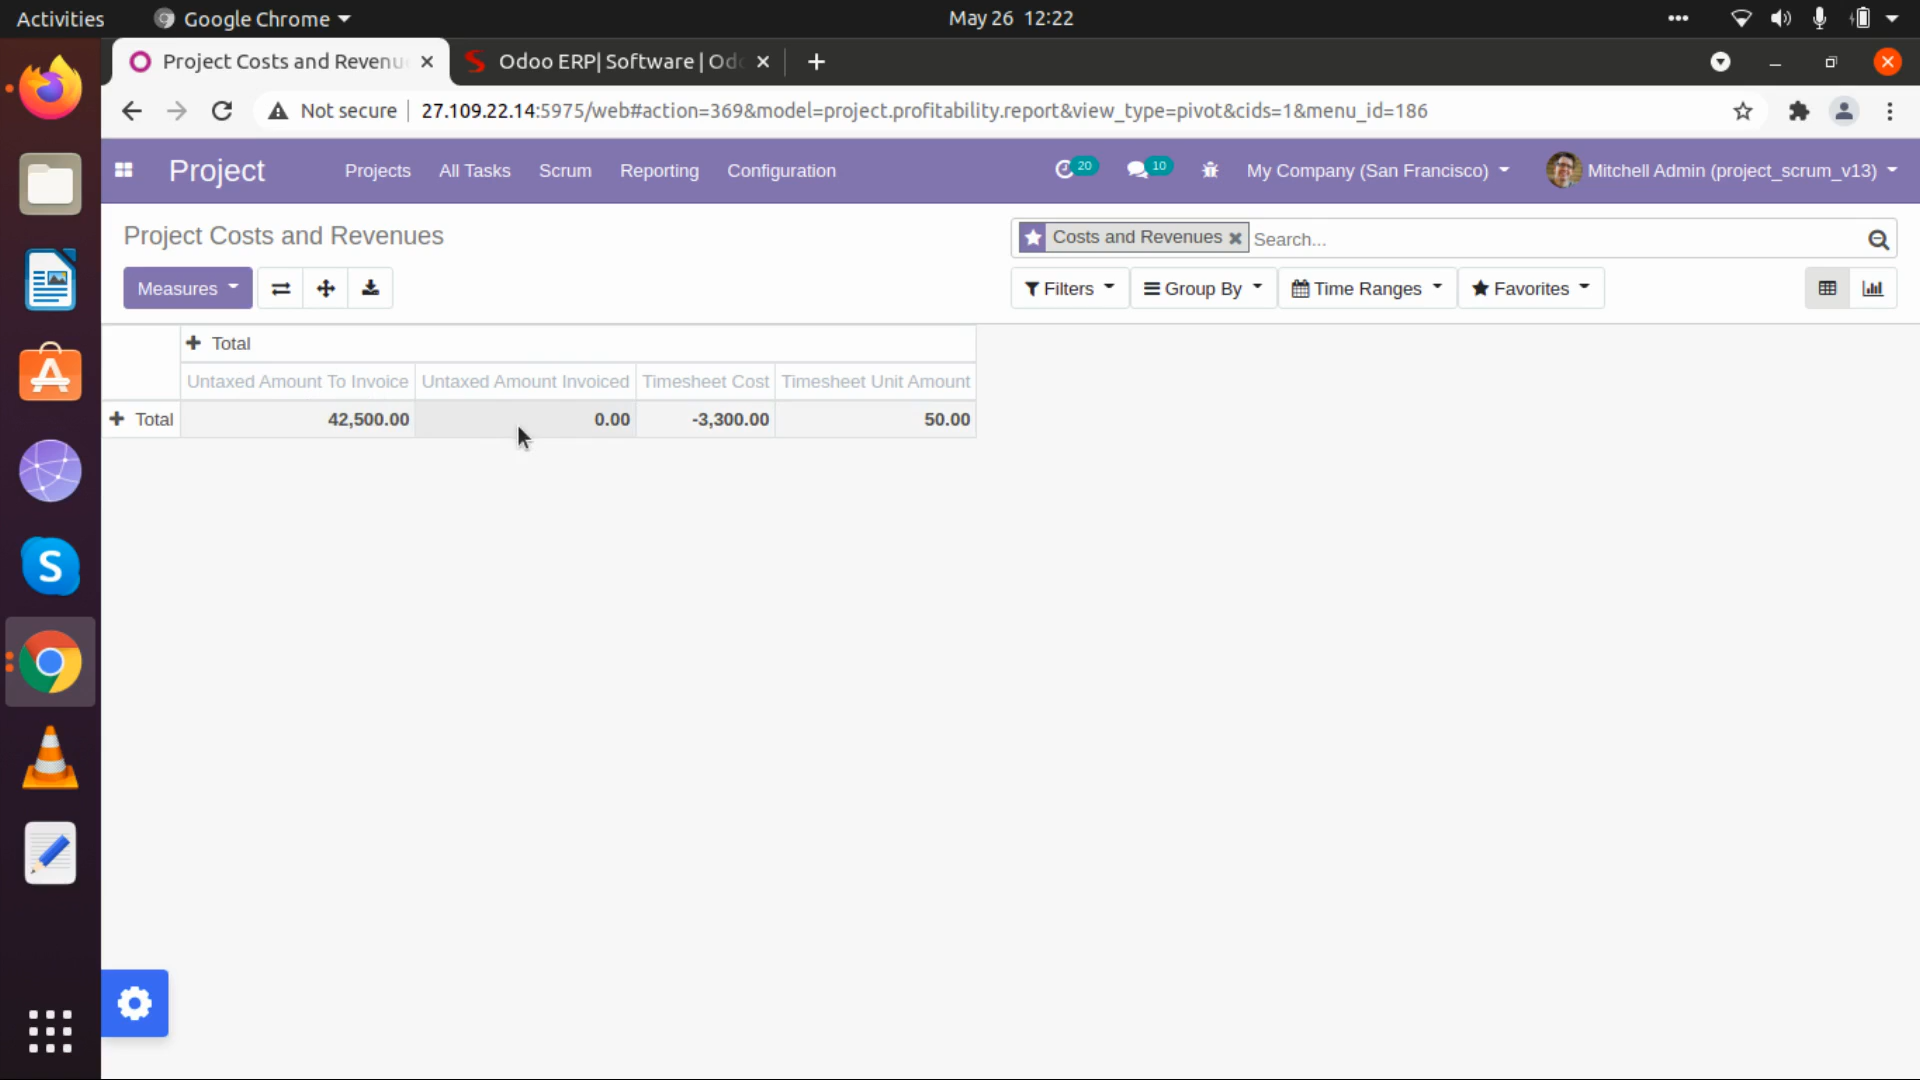 Activities Google Chrome May 26 12:22
Project Costs and Revenu Odoo ERP| Software | Od
Not secure 27.109.22.14:5975/web#action=369&model=project.profitability.report&view_type=pivot&cids=1&menu_id=186
Project Projects All Tasks Scrum Reporting Configuration 20 10 My Company (San Francisco) Mitchell Admin (project_scrum_v13)
Project Costs and Revenues Costs and Revenues Search...
Measures Filters Group By Time Ranges Favorites
Total
Untaxed Amount To Invoice Untaxed Amount Invoiced Timesheet Cost Timesheet Unit Amount
Total 42,500.00 0.00 -3,300.00 50.00